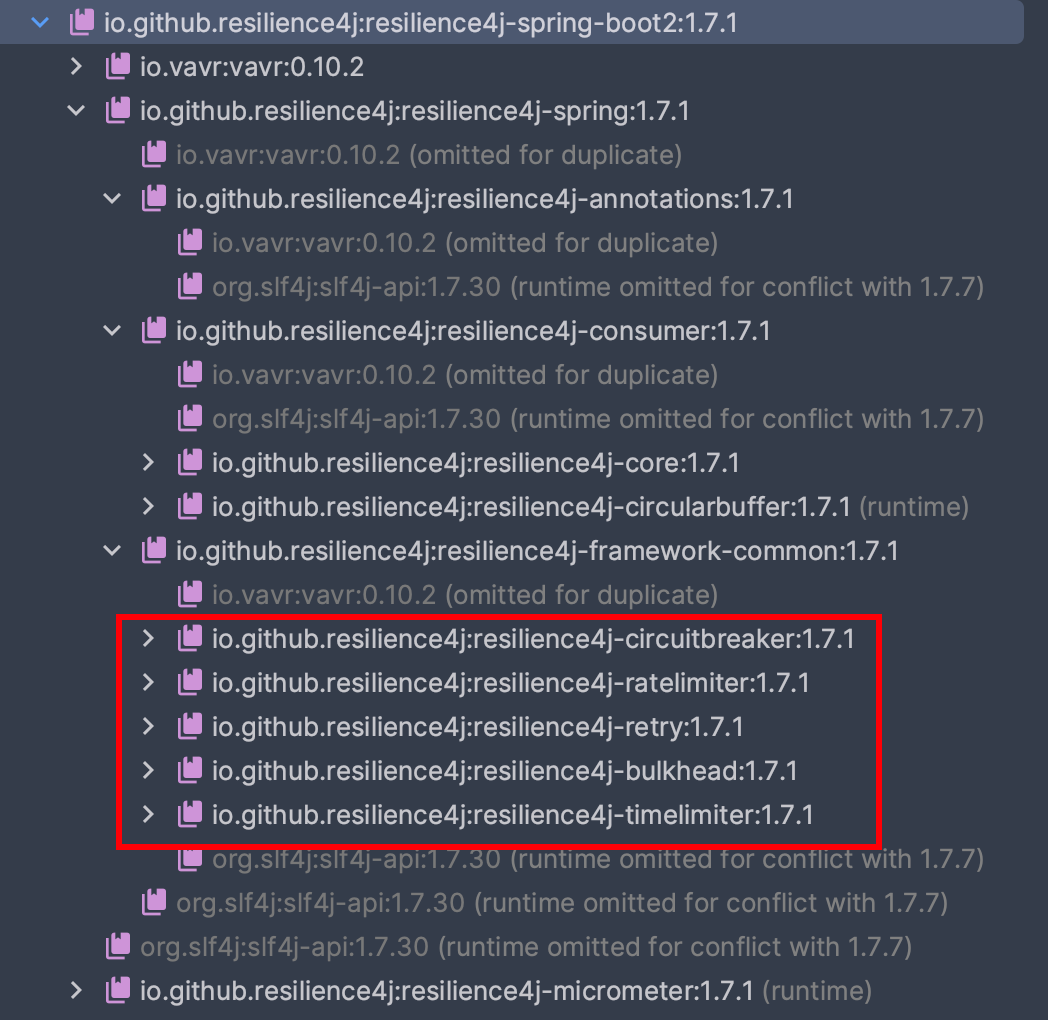 io.github.resilience4j:resilience4j-spring-boot2:1.7.1
io.vavr:vavr:0.10.2
io.github.resilience4j:resilience4j-spring:1.7.1
io.vavr:vavr:0.10.2 (omitted for duplicate)
io.github.resilience4j:resilience4j-annotations:1.7.1
io.vavr:vavr:0.10.2 (omitted for duplicate)
org.slf4j:slf4j-api:1.7.30 (runtime omitted for conflict with 1.7.7)
io.github.resilience4j:resilience4j-consumer:1.7.1
io.vavr:vavr:0.10.2 (omitted for duplicate)
org.slf4j:slf4j-api:1.7.30 (runtime omitted for conflict with 1.7.7)
io.github.resilience4j:resilience4j-core:1.7.1
io.github.resilience4j:resilience4j-circularbuffer:1.7.1 (runtime)
io.github.resilience4j:resilience4j-framework-common:1.7.1
io.vavr:vavr:0.10.2 (omitted for duplicate)
io.github.resilience4j:resilience4j-circuitbreaker:1.7.1
io.github.resilience4j:resilience4j-ratelimiter:1.7.1
io.github.resilience4j:resilience4j-retry:1.7.1
io.github.resilience4j:resilience4j-bulkhead:1.7.1
io.github.resilience4j:resilience4j-timelimiter:1.7.1
org.slf4j:slf4j-api:1.7.30 (runtime omitted for conflict with 1.7.7)
org.slf4j:slf4j-api:1.7.30 (runtime omitted for conflict with 1.7.7)
org.slf4j:slf4j-api:1.7.30 (runtime omitted for conflict with 1.7.7)
io.github.resilience4j:resilience4j-micrometer:1.7.1 (runtime)